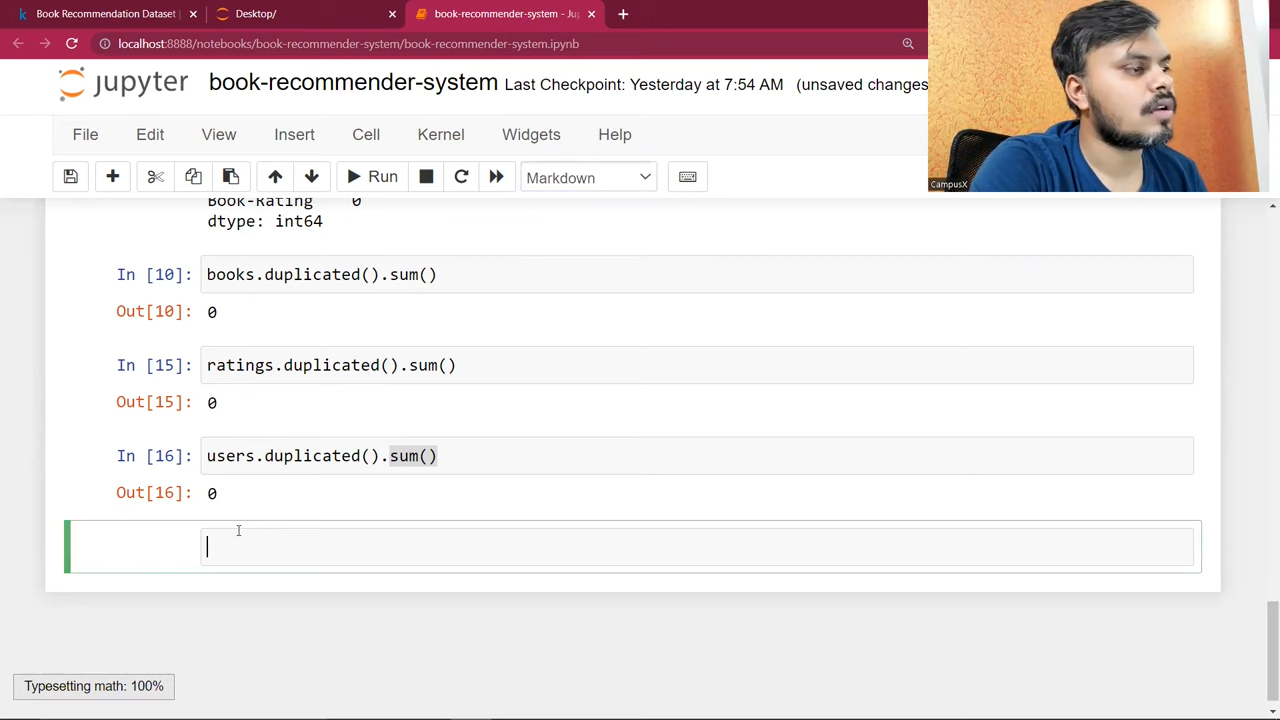 Book Recommendation Dataset
Desktop/
book-recommender-system - Ju
localhost:8888/notebooks/book-recommender-system/book-recommender-system.ipynb
jupyter book-recommender-system Last Checkpoint: Yesterday at 7:54 AM (unsaved changes
File Edit View Insert Cell Kernel Widgets Help
Run Markdown
CampusX
Book-Rating 0
dtype: int64
In [10]: books.duplicated().sum()
Out[10]: 0
In [15]: ratings.duplicated().sum()
Out[15]: 0
In [16]: users.duplicated().sum()
Out[16]: 0
Typesetting math: 100%